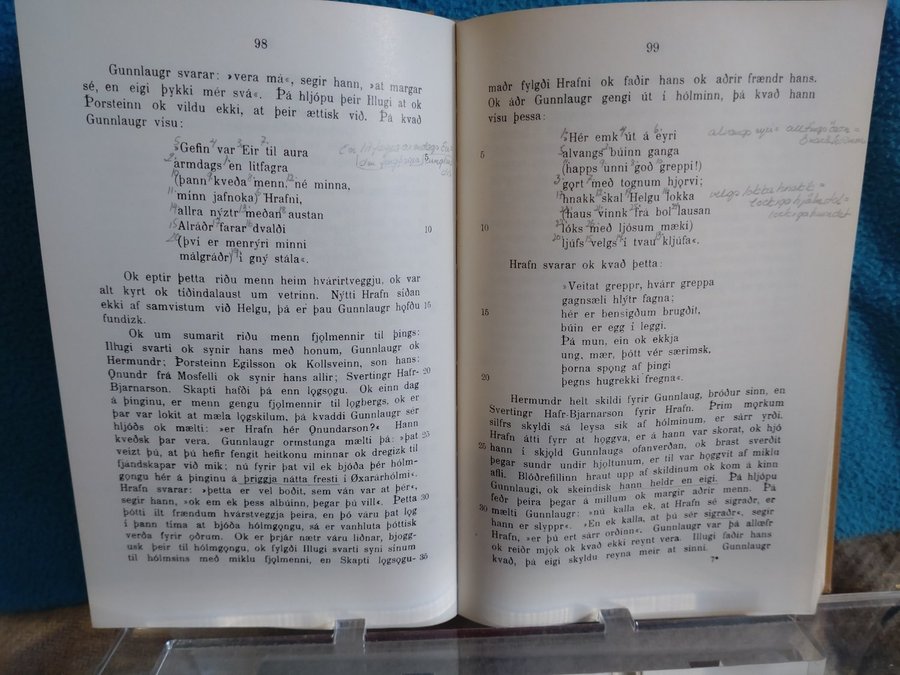 98
Gunnlaugr svarar: »vera má«, segir hann, »at margar
sé, en eigi þykki mér svá«. Þá hljópu þeir Illugi at ok
Þorsteinn ok vildu ekki, at þeir ættisk við. Þá kvað
Gunnlaugr vísu:
»Gefin var Eir til aura
armdags en litfagra
(þann kveða menn né minna,
minn jafnoka) Hrafni,
allra nýztr meðan austan
10
Alráðr farar dvalði
(því er menrýri minni
málgráðr) í gný stála«.
Ok eptir þetta riðu menn heim hvárirtveggju, ok var
alt kyrt ok tíðindalaust um vetrinn. Nýtti Hrafn síðan
ekki af samvistum við Helgu, þá er þau Gunnlaugr hǫfðu
15
fundizk.
Ok um sumarit riðu menn fjǫlmennir til þings:
Illugi svarti ok synir hans með honum, Gunnlaugr ok
Hermundr; Þorsteinn Egilsson ok Kollsveinn, son hans;
Ǫnundr frá Mosfelli ok synir hans allir; Svertingr Hafr-
20
Bjarnarson. Skapti hafði þá enn lǫgsǫgu. Ok einn dag
á þinginu, er menn gengu fjǫlmennir til lǫgbergs, ok er
þar var lokit at mæla lǫgskilum, þá kvaddi Gunnlaugr sér
hljóðs ok mælti: »er Hrafn hér Ǫnundarson?« Hann
kveðsk þar vera. Gunnlaugr ormstunga mælti þá: »þat
25
veizt þú, at þú hefir fengit heitkonu minnar ok dregizk til
fjándskapar við mik; nú fyrir þat vil ek bjóða þér hólm-
gǫngu hér á þinginu á þriggja nátta fresti í Øxarárhólmi«.
Hrafn svarar: »þetta er vel boðit, sem ván var at þér«,
segir hann, »ok em ek þess albúinn, þegar þú vill«. Þetta
30
þótti ilt frændum hvárstveggja þeira, en þó váru þat lǫg
í þann tíma at bjóða hólmgǫngu, sá er vanhluta þóttisk
verða fyrir ǫðrum. Ok er þrjár nætr váru liðnar, bjogg-
usk þeir til hólmgǫngu, ok fylgði Illugi svarti syni sínum
til hólmsins með miklu fjǫlmenni, en Skapti lǫgsǫgu-
35
99
maðr fylgði Hrafni ok faðir hans ok aðrir frændr hans.
Ok áðr Gunnlaugr gengi út í hólminn, þá kvað hann
vísu þessa:
»Hér emk út á eyri
5
alvangs búinn ganga
(happs unni goð greppi!)
gǫrt með tognum hjǫrvi;
hnakk skal Helgu lokka
(haus vinnk frá bol lausan
10
lóks með ljósum mæki)
ljúfs velgs í tvau kljúfa«.
Hrafn svarar ok kvað þetta:
»Veitat greppr, hvárr greppa
gagnsæli hlýtr fagna;
15
hér er bensigðum brugðit,
búin er egg í leggi.
Þá mun, ein ok ekkja
ung, mær, þótt vér særimsk,
þorna spǫng af þingi
20
þegns hugrekki fregna«.
Hermundr helt skildi fyrir Gunnlaug, bróður sinn, en
Svertingr Hafr-Bjarnarson fyrir Hrafn. Þrim mǫrkum
silfrs skyldi sá leysa sik af hólminum, er sárr yrði.
Hrafn átti fyrr at hǫggva, er á hann var skorat, ok hjó
25
hann í skjǫld Gunnlaugs ofanverðan, ok brast sverðit
þegar sundr undir hjǫltunum, er til var hǫggvit af miklu
afli. Blóðrefillinn hraut upp af skildinum ok kom á kinn
Gunnlaugi, ok skeindisk hann heldr en eigi. Þá hljópu
feðr þeira þegar á millum ok margir aðrir menn. Þá
30
mælti Gunnlaugr: »nú kalla ek, at Hrafn sé sigraðr, er
hann er slyppr«. »En ek kalla, at þú sér sigraðr«, segir
Hrafn, »er þú ert sárr orðinn«. Gunnlaugr var þá allœfr
ok reiðr mjǫk ok kvað ekki reynt vera. Illugi faðir hans
kvað, þá eigi skyldu reyna meir at sinni. Gunnlaugr
7*